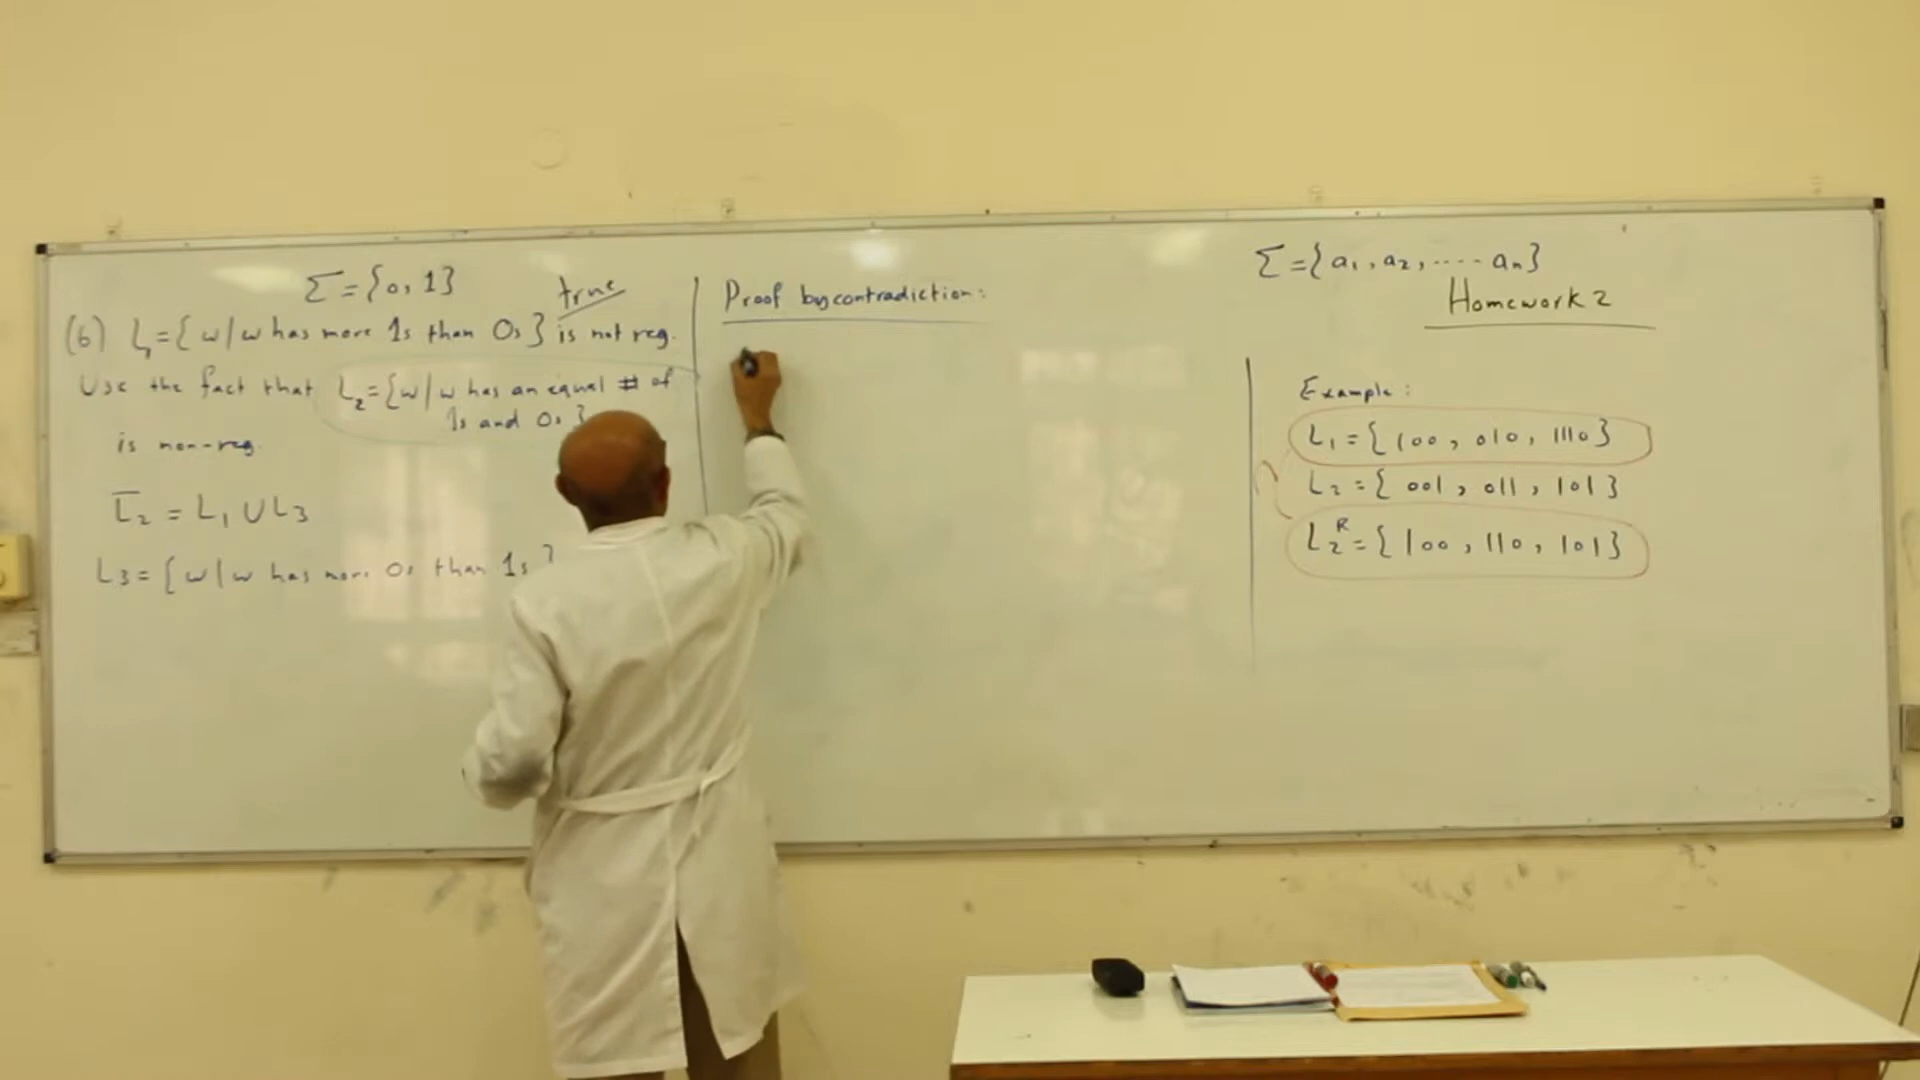 Σ={0,1}
true
(6) L₁={w/w has more 1s than 0s} is not reg.
Use the fact that L₂={w/w has an equal # of
1s and 0s}
is non-reg.
L̅₂ = L₁ ∪ L₃
L₃={w/w has more 0s than 1s}
Proof by contradiction:
Σ={a₁,a₂,.....aₙ}
Homework 2
Example:
L₁={100, 010, 1110}
L₂={001, 011, 101}
L₂ᴿ={100, 110, 101}